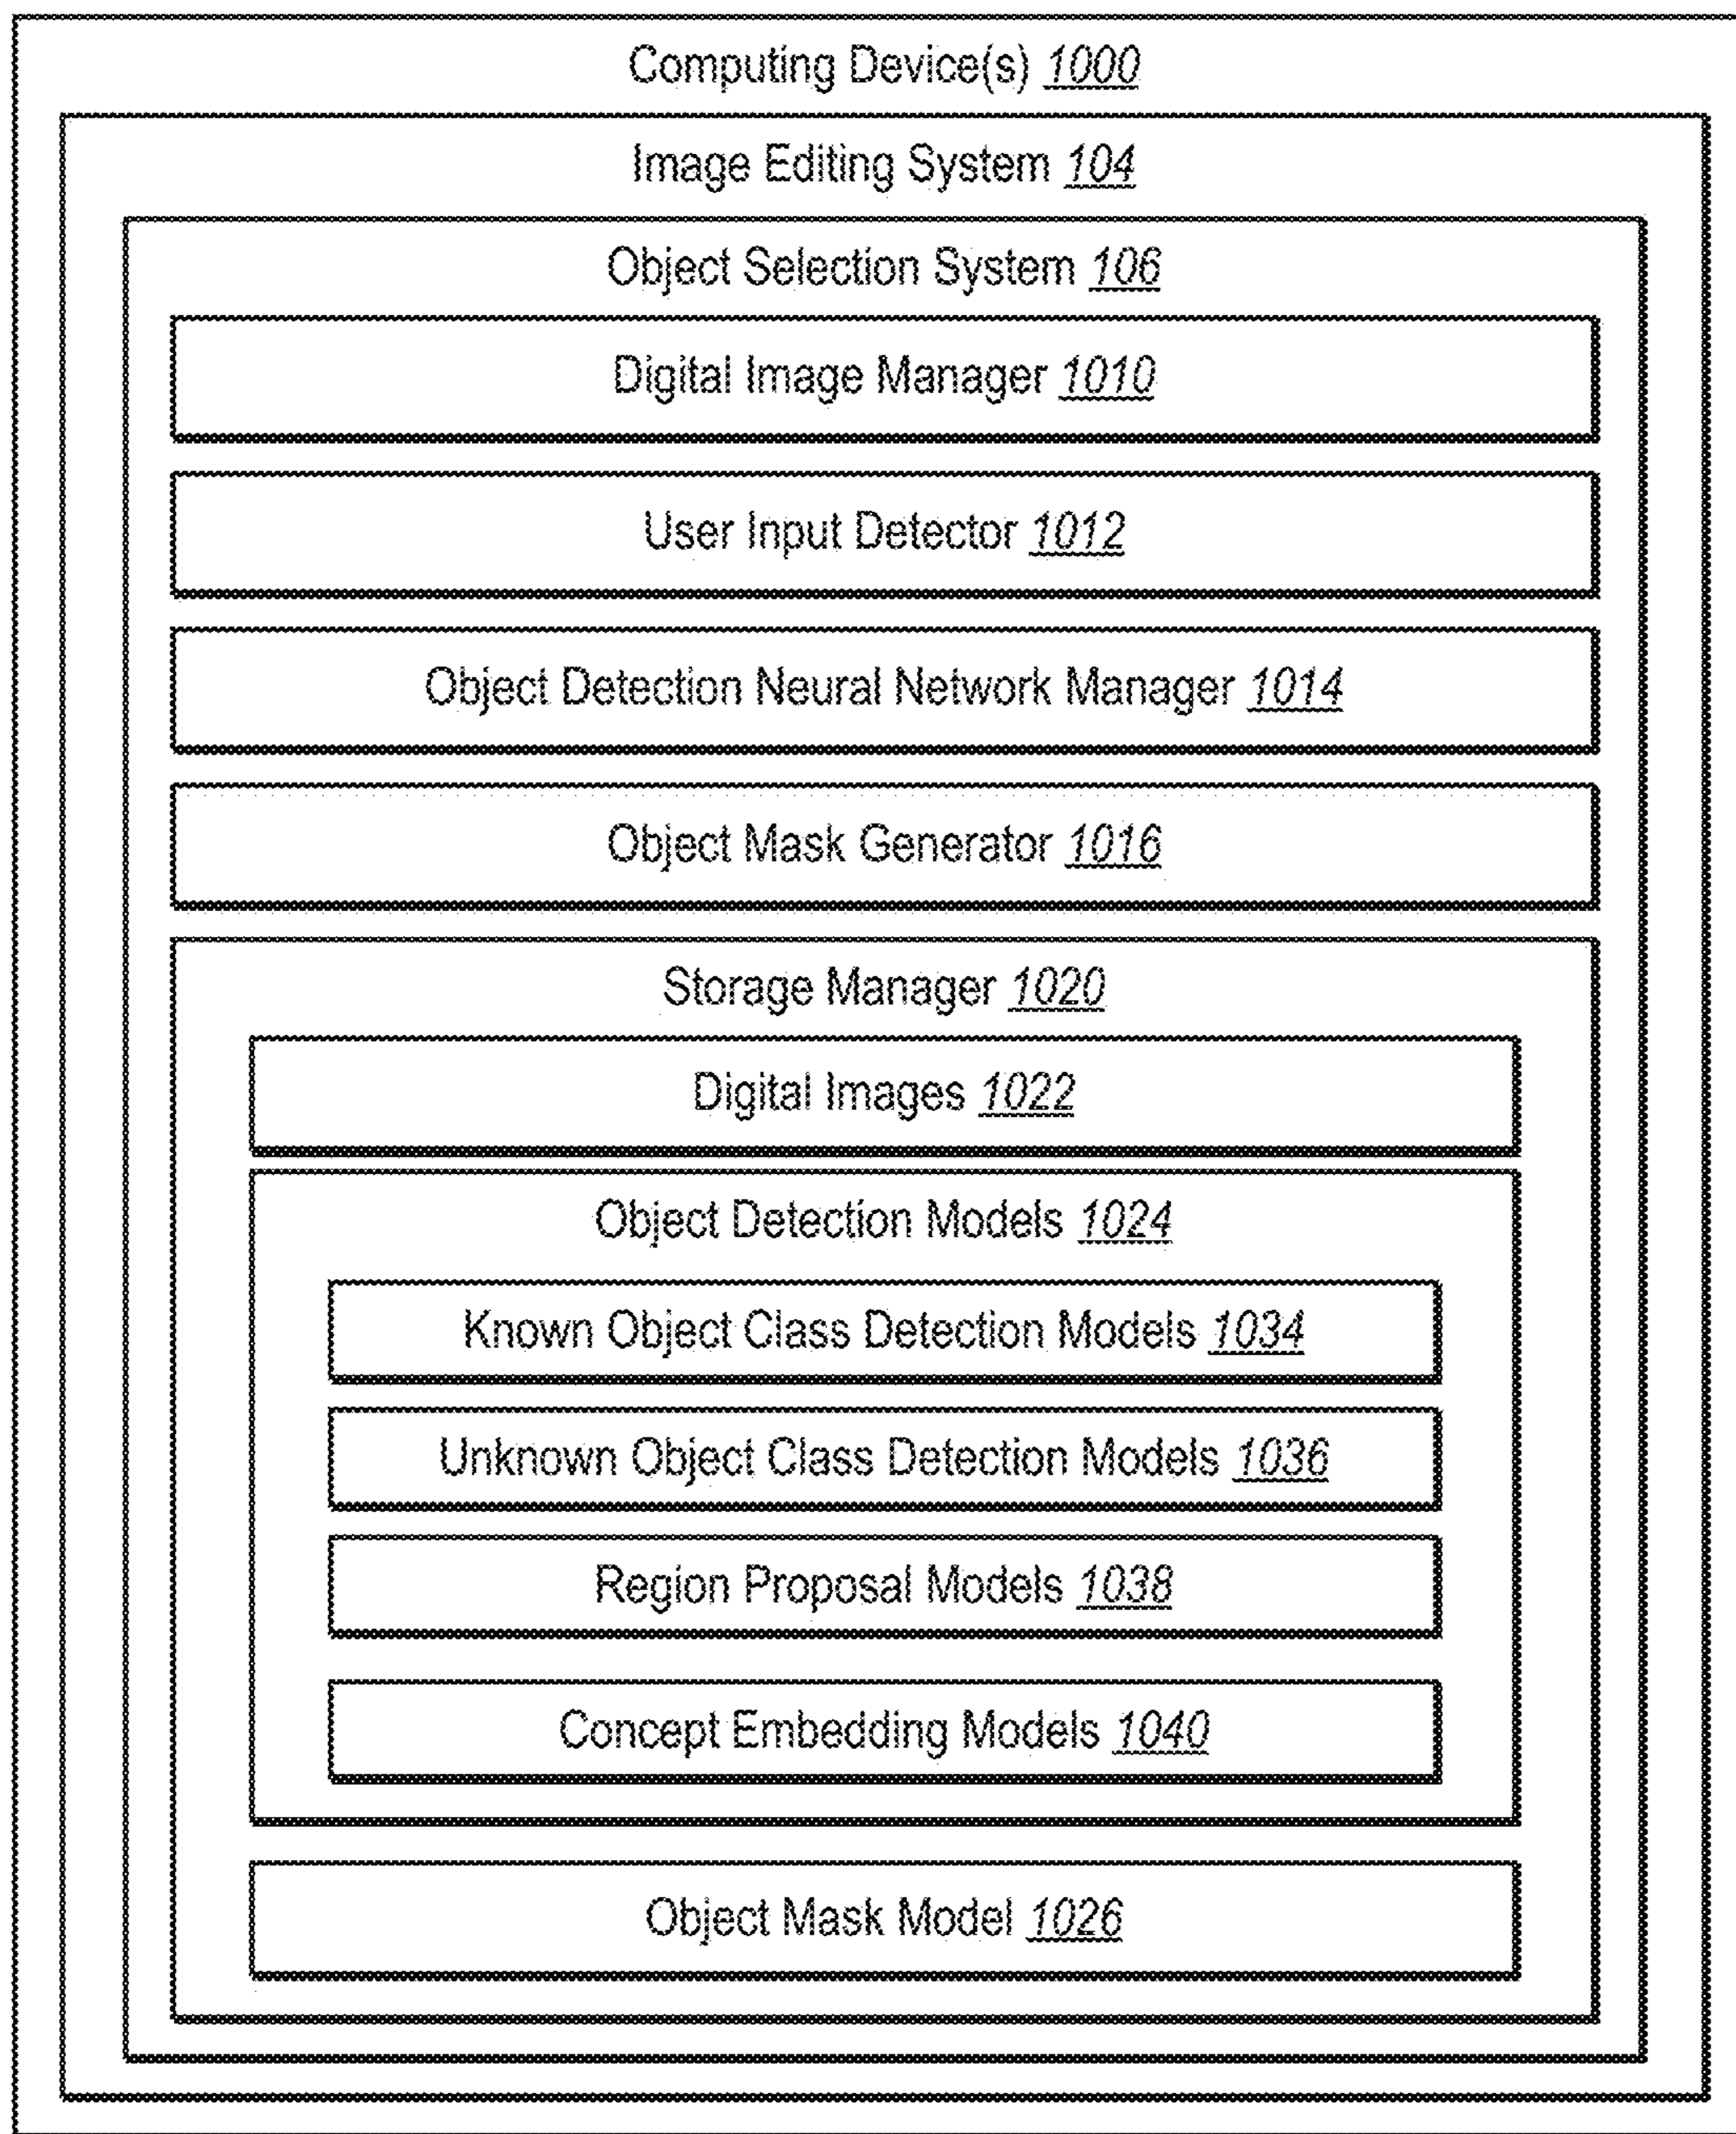 Computing Device(s) 1000
Image Editing System 104
Object Selection System 106
Digital Image Manager 1010
User Input Detector 1012
Object Detection Neural Network Manager 1014
Object Mask Generator 1016
Storage Manager 1020
Digital Images 1022
Object Detection Models 1024
Known Object Class Detection Models 1034
Unknown Object Class Detection Models 1036
Region Proposal Models 1038
Concept Embedding Models 1040
Object Mask Model 1026